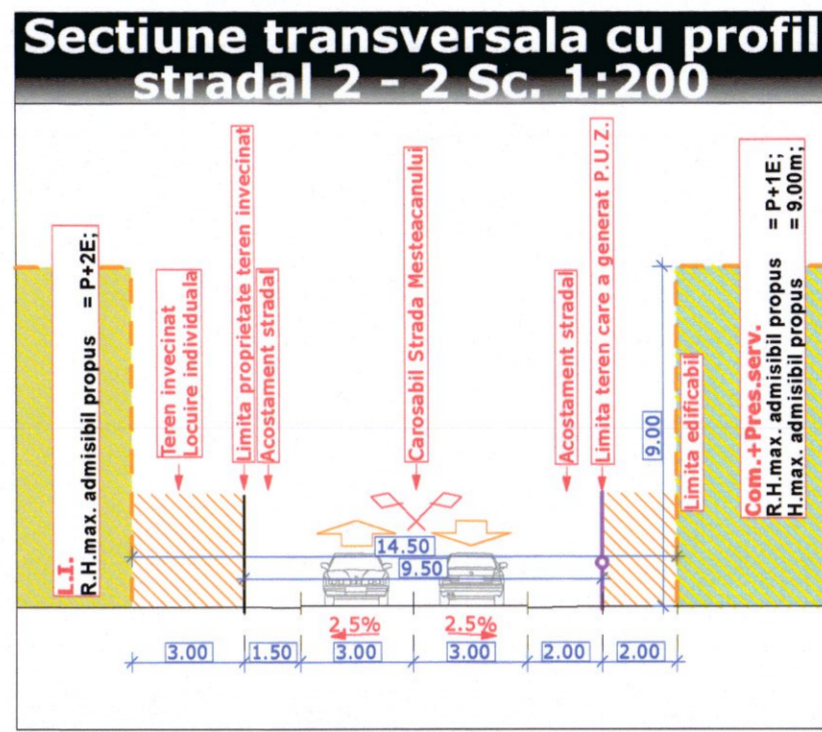 Sectiune transversala cu profil
stradal 2 - 2 Sc. 1:200
L.I.
R.H.max. admisibil propus = P+2E;
Teren invecinat
Locuire individuala
Limita proprietate teren invecinat
Acostament stradal
Carosabil Strada Mesteacanului
Acostament stradal
Limita teren care a generat P.U.Z.
9.00
Limita edificabil
Com.+Pres.serv.
R.H.max. admisibil propus = P+1E;
H.max. admisibil propus = 9.00m;
14.50
9.50
2.5% 2.5%
3.00 1.50 3.00 3.00 2.00 2.00